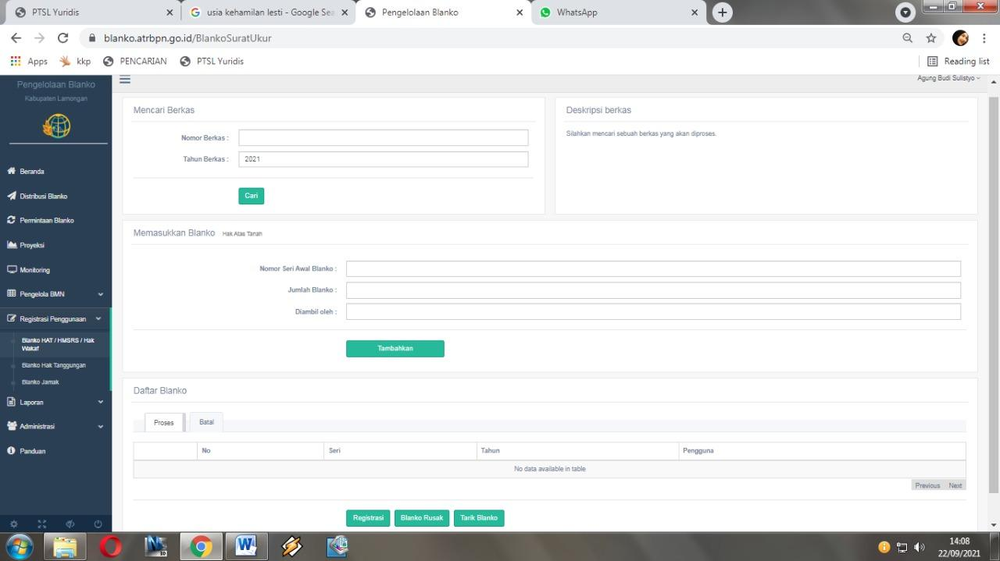 PTSL Yuridis
usia kehamilan lesti - Google Sea
Pengelolaan Blanko
WhatsApp
blanko.atrbpn.go.id/BlankoSuratUkur
Apps
kkp
PENCARIAN
PTSL Yuridis
Reading list
Pengelolaan Blanko
Kabupaten Lamongan
Beranda
Distribusi Blanko
Permintaan Blanko
Proyeksi
Monitoring
Pengelola BMN
Registrasi Penggunaan
Blanko HAT / HMSRS / Hak
Wakaf
Blanko Hak Tanggungan
Blanko Jamak
Laporan
Administrasi
Panduan
Agung Budi Sulistyo
Mencari Berkas
Nomor Berkas :
Tahun Berkas : 2021
Cari
Deskripsi berkas
Silahkan mencari sebuah berkas yang akan diproses.
Memasukkan Blanko Hak Atas Tanah
Nomor Seri Awal Blanko :
Jumlah Blanko :
Diambil oleh :
Tambahkan
Daftar Blanko
Proses Batal
No Seri Tahun Pengguna
No data available in table
Previous Next
Registrasi Blanko Rusak Tarik Blanko
14:08
22/09/2021